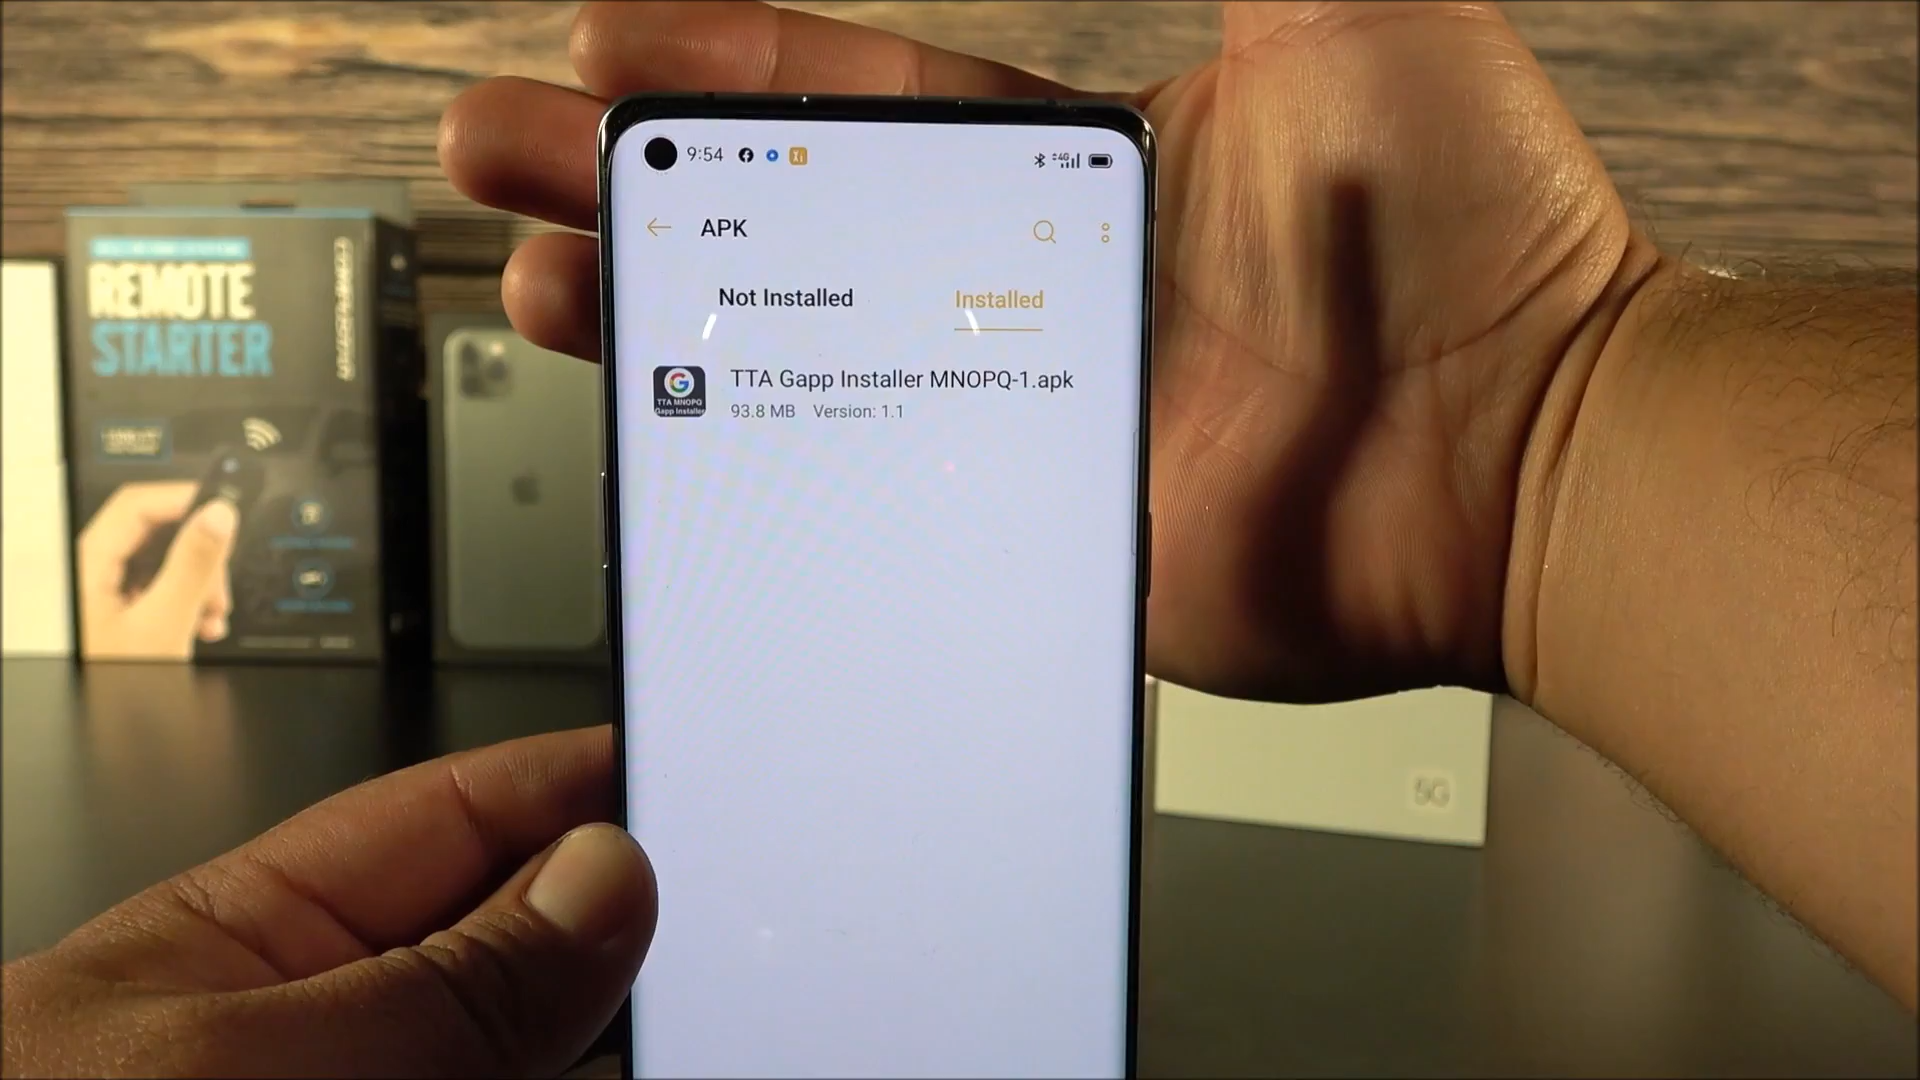 9:54
4G
APK
Not Installed
Installed
TTA Gapp Installer MNOPQ-1.apk
93.8 MB Version: 1.1
TTA MNOPQ
Gapp Installer
REMOTE
STARTER
5G